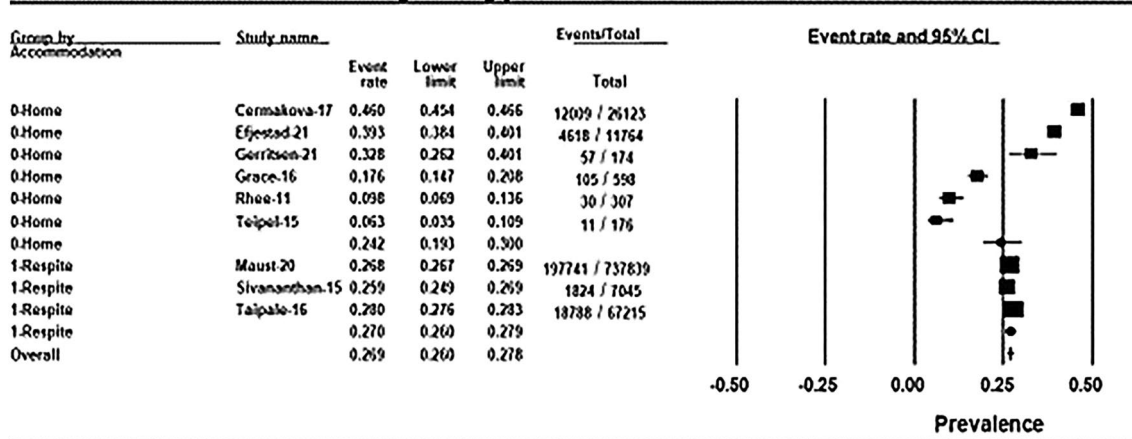 Group by Accommodation Study name Events/Total Event rate and 95% CI
Event rate Lower limit Upper limit Total
0-Home Cermakova-17 0.460 0.454 0.466 12009 / 26123
0-Home Efjestad-21 0.393 0.384 0.401 4618 / 11764
0-Home Gerritsen-21 0.328 0.262 0.401 57 / 174
0-Home Grace-16 0.176 0.147 0.208 105 / 598
0-Home Rhee-11 0.098 0.069 0.136 30 / 307
0-Home Teipel-15 0.063 0.035 0.109 11 / 176
0-Home 0.242 0.193 0.300
1-Respite Maust-20 0.268 0.267 0.269 197741 / 737839
1-Respite Sivananthan-15 0.259 0.249 0.269 1824 / 7045
1-Respite Taipale-16 0.280 0.276 0.283 18788 / 67215
1-Respite 0.270 0.260 0.279
Overall 0.269 0.260 0.278
-0.50 -0.25 0.00 0.25 0.50
Prevalence